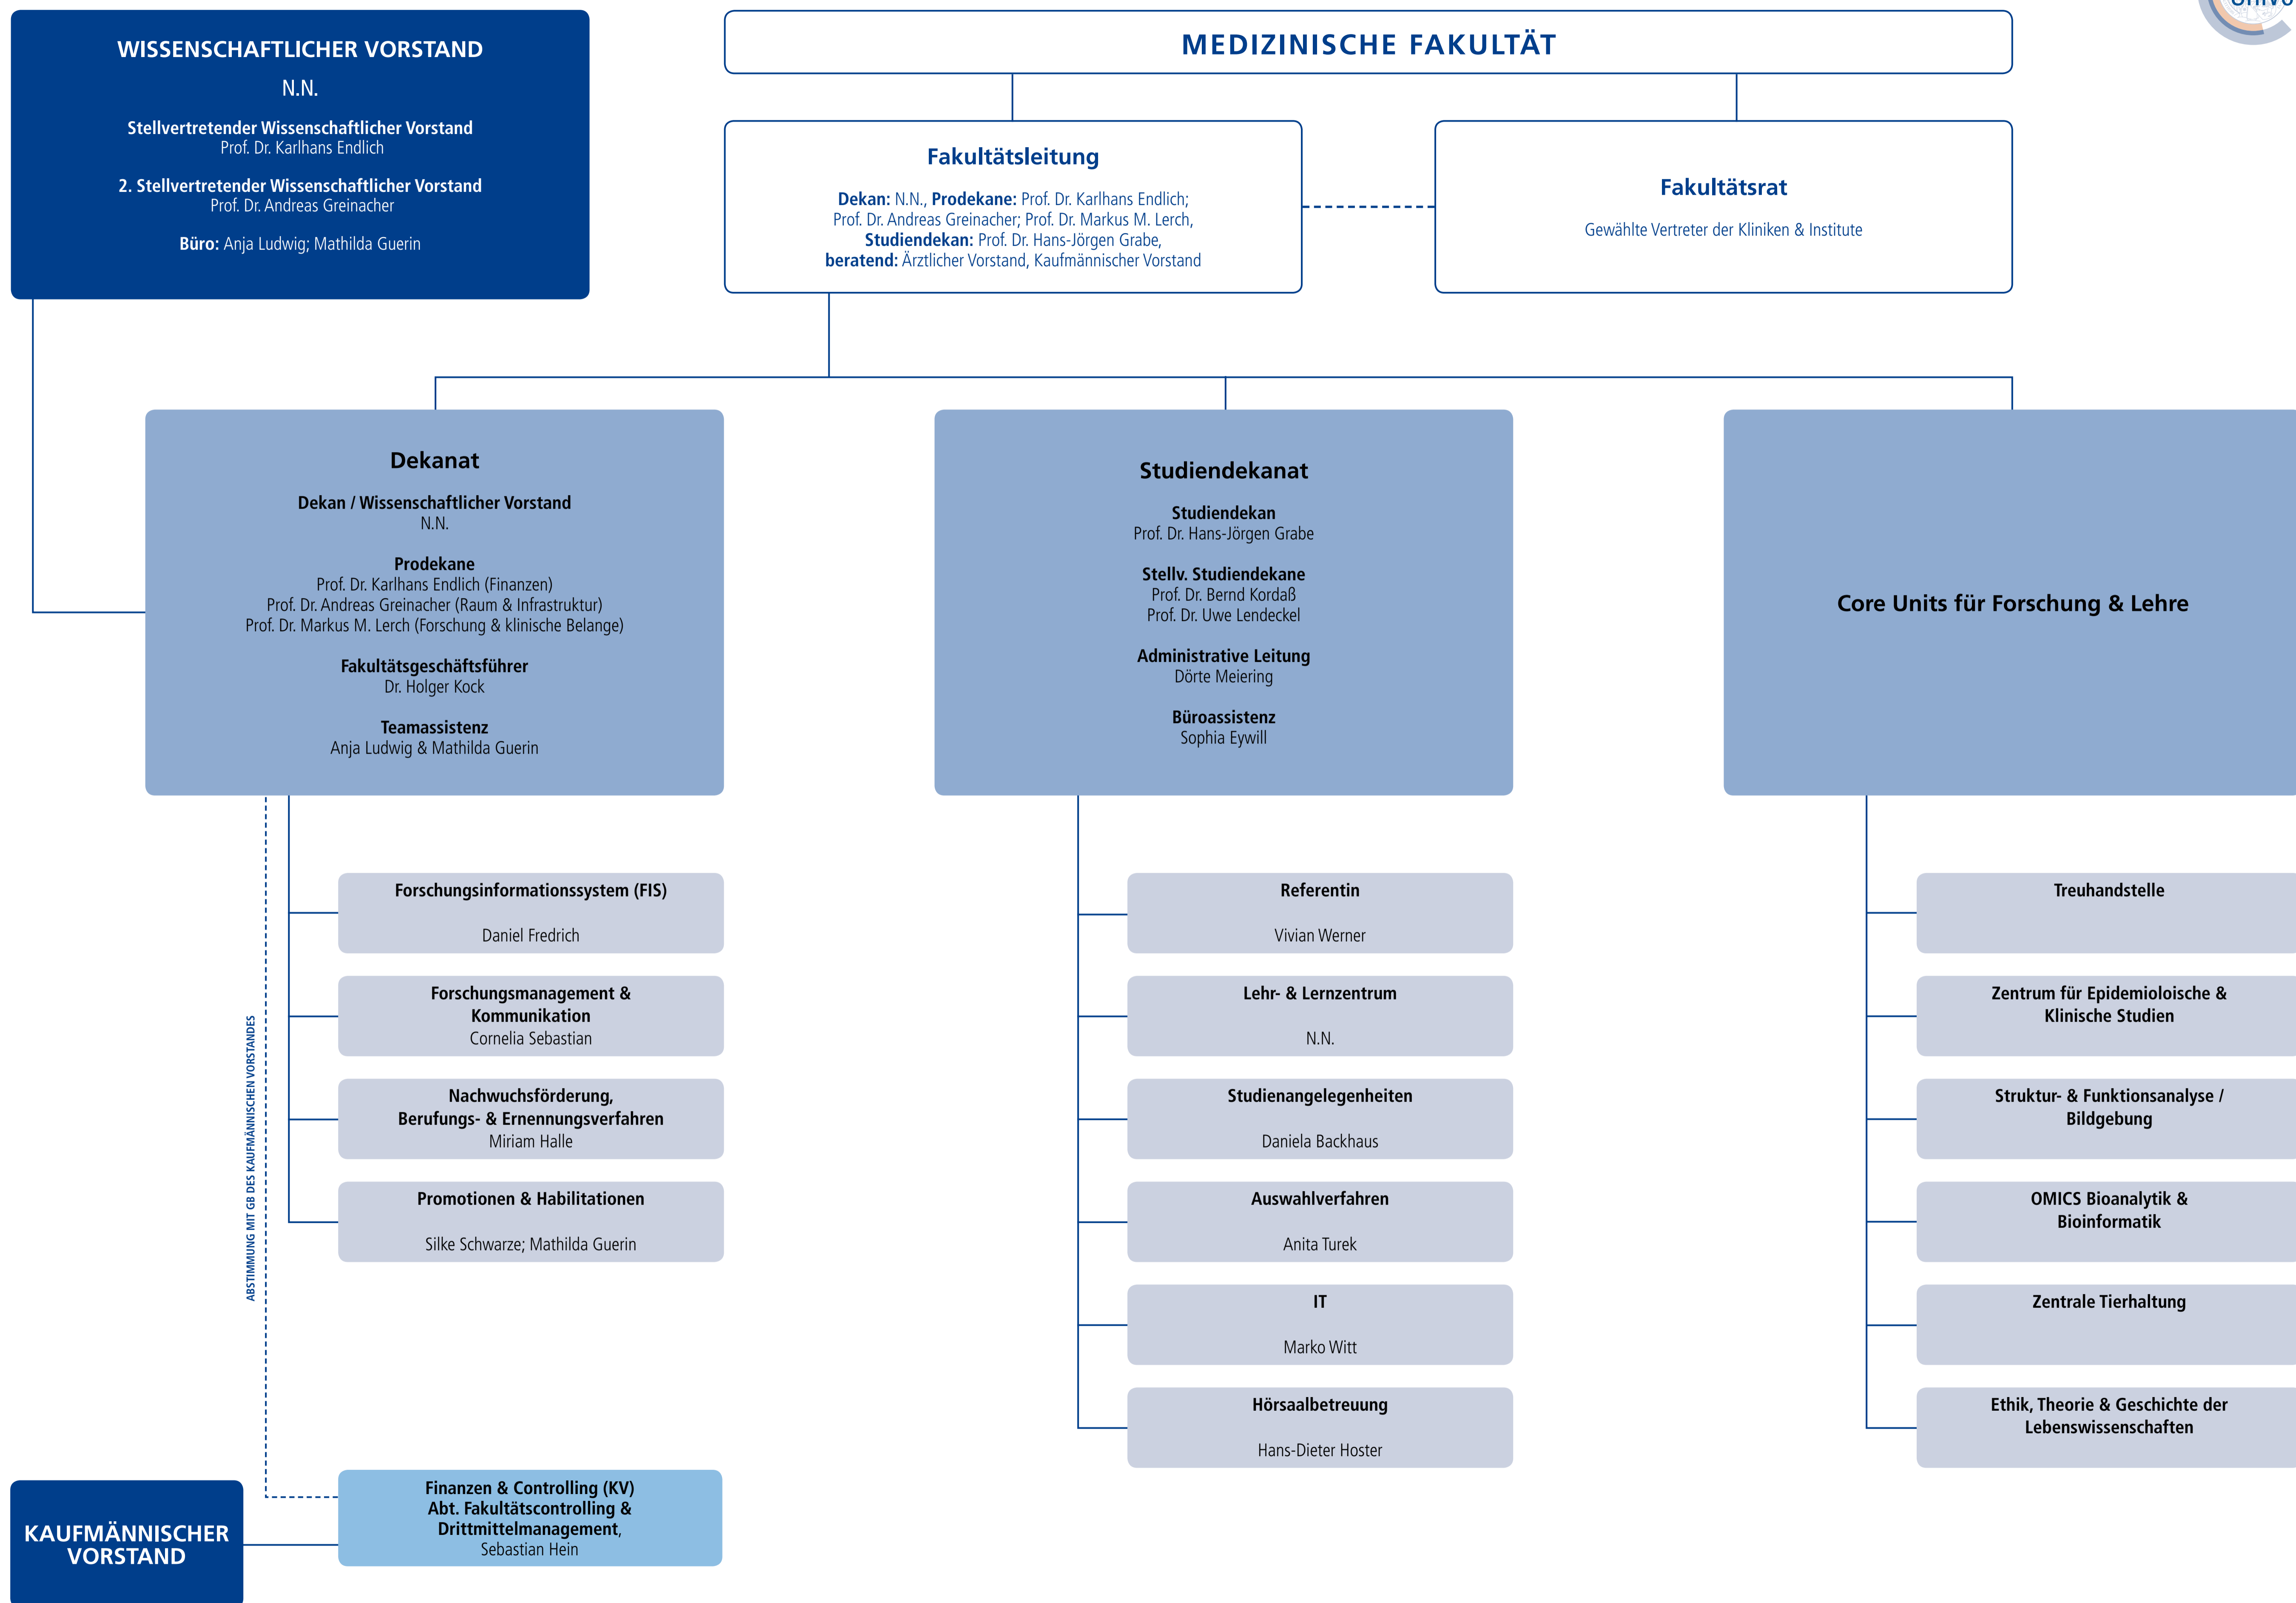 WISSENSCHAFTLICHER VORSTAND
N.N.
Stellvertretender Wissenschaftlicher Vorstand
Prof. Dr. Karlhans Endlich
2. Stellvertretender Wissenschaftlicher Vorstand
Prof. Dr. Andreas Greinacher
Büro: Anja Ludwig; Mathilda Guerin
MEDIZINISCHE FAKULTÄT
Fakultätsleitung
Dekan: N.N., Prodekane: Prof. Dr. Karlhans Endlich;
Prof. Dr. Andreas Greinacher; Prof. Dr. Markus M. Lerch,
Studiendekan: Prof. Dr. Hans-Jörgen Grabe,
beratend: Ärztlicher Vorstand, Kaufmännischer Vorstand
Fakultätsrat
Gewählte Vertreter der Kliniken & Institute
Dekanat
Dekan / Wissenschaftlicher Vorstand
N.N.
Prodekane
Prof. Dr. Karlhans Endlich (Finanzen)
Prof. Dr. Andreas Greinacher (Raum & Infrastruktur)
Prof. Dr. Markus M. Lerch (Forschung & klinische Belange)
Fakultätsgeschäftsführer
Dr. Holger Kock
Teamassistenz
Anja Ludwig & Mathilda Guerin
Forschungsinformationssystem (FIS)
Daniel Fredrich
Forschungsmanagement &
Kommunikation
Cornelia Sebastian
Nachwuchsförderung,
Berufungs- & Ernennungsverfahren
Miriam Halle
Promotionen & Habilitationen
Silke Schwarze; Mathilda Guerin
ABSTIMMUNG MIT GB DES KAUFMÄNNISCHEN VORSTANDES
KAUFMÄNNISCHER
VORSTAND
Finanzen & Controlling (KV)
Abt. Fakultätscontrolling &
Drittmittelmanagement,
Sebastian Hein
Studiendekanat
Studiendekan
Prof. Dr. Hans-Jörgen Grabe
Stellv. Studiendekane
Prof. Dr. Bernd Kordaß
Prof. Dr. Uwe Lendeckel
Administrative Leitung
Dörte Meiering
Büroassistenz
Sophia Eywill
Referentin
Vivian Werner
Lehr- & Lernzentrum
N.N.
Studienangelegenheiten
Daniela Backhaus
Auswahlverfahren
Anita Turek
IT
Marko Witt
Hörsaalbetreuung
Hans-Dieter Hoster
Core Units für Forschung & Lehre
Treuhandstelle
Zentrum für Epidemioloische &
Klinische Studien
Struktur- & Funktionsanalyse /
Bildgebung
OMICS Bioanalytik &
Bioinformatik
Zentrale Tierhaltung
Ethik, Theorie & Geschichte der
Lebenswissenschaften